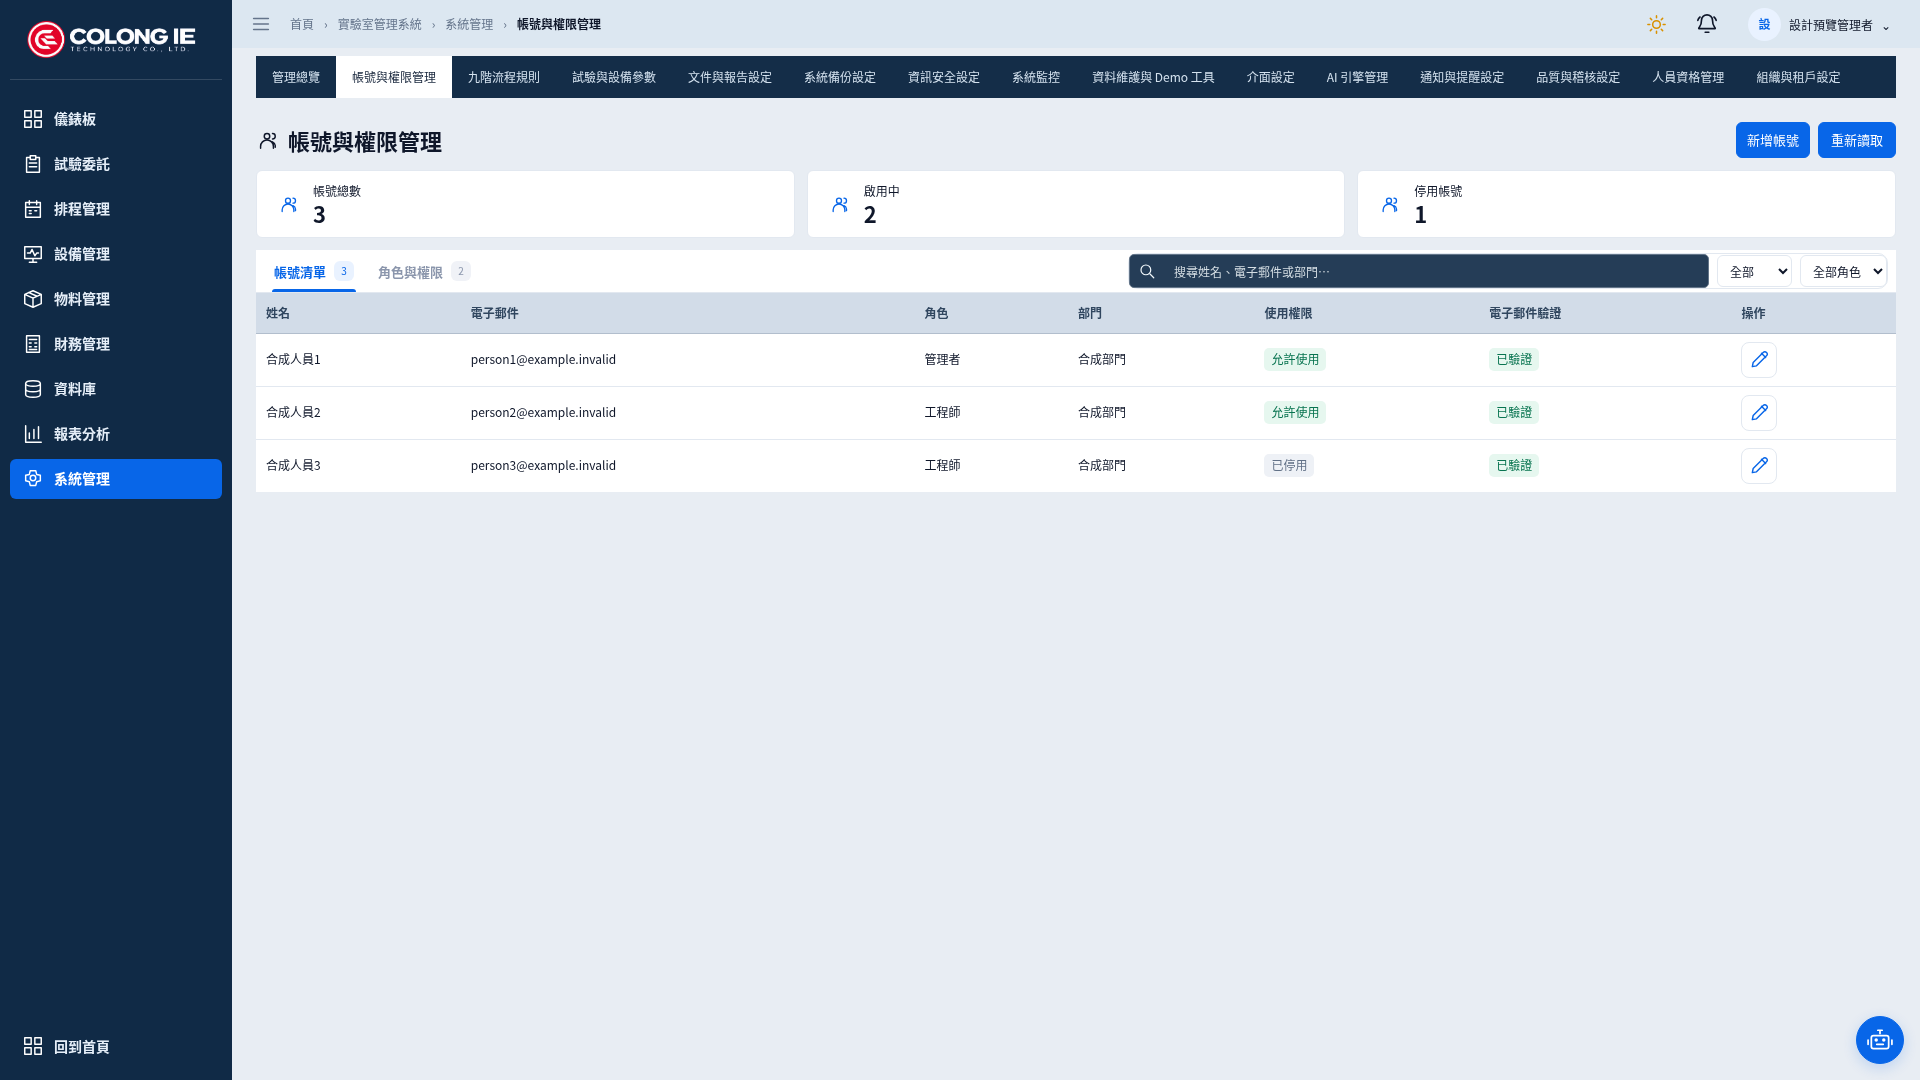 COLONG IE
TECHNOLOGY CO., LTD.
儀錶板
試驗委託
排程管理
設備管理
物料管理
財務管理
資料庫
報表分析
系統管理
回到首頁
首頁 › 實驗室管理系統 › 系統管理 › 帳號與權限管理
設 設計預覽管理者
管理總覽 帳號與權限管理 九階流程規則 試驗與設備參數 文件與報告設定 系統備份設定 資訊安全設定 系統監控 資料維護與 Demo 工具 介面設定 AI 引擎管理 通知與提醒設定 品質與稽核設定 人員資格管理 組織與租戶設定
帳號與權限管理
新增帳號 重新讀取
帳號總數
3
啟用中
2
停用帳號
1
帳號清單 3 角色與權限 2
搜尋姓名、電子郵件或部門… 全部 全部角色
姓名 電子郵件 角色 部門 使用權限 電子郵件驗證 操作
合成人員1 person1@example.invalid 管理者 合成部門 允許使用 已驗證
合成人員2 person2@example.invalid 工程師 合成部門 允許使用 已驗證
合成人員3 person3@example.invalid 工程師 合成部門 已停用 已驗證